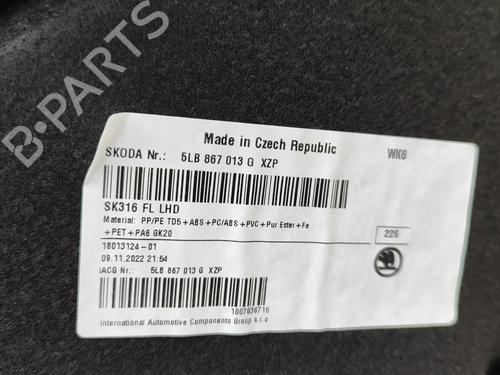 Made in Czech Republic
WK6
SKODA Nr.: 5LB 867 013 G XZP
SK316 FL LHD
Material: PP/PE TD5+ABS+PC/ABS+PVC+Pur Ester+Fe
+PET+PA6 GK20
22S
18013124-01
09.11.2022 21:54
IACG Nr.: 5LB 867 013 G XZP
1007636716
International Automotive Components Group s.r.o
B-PARTS